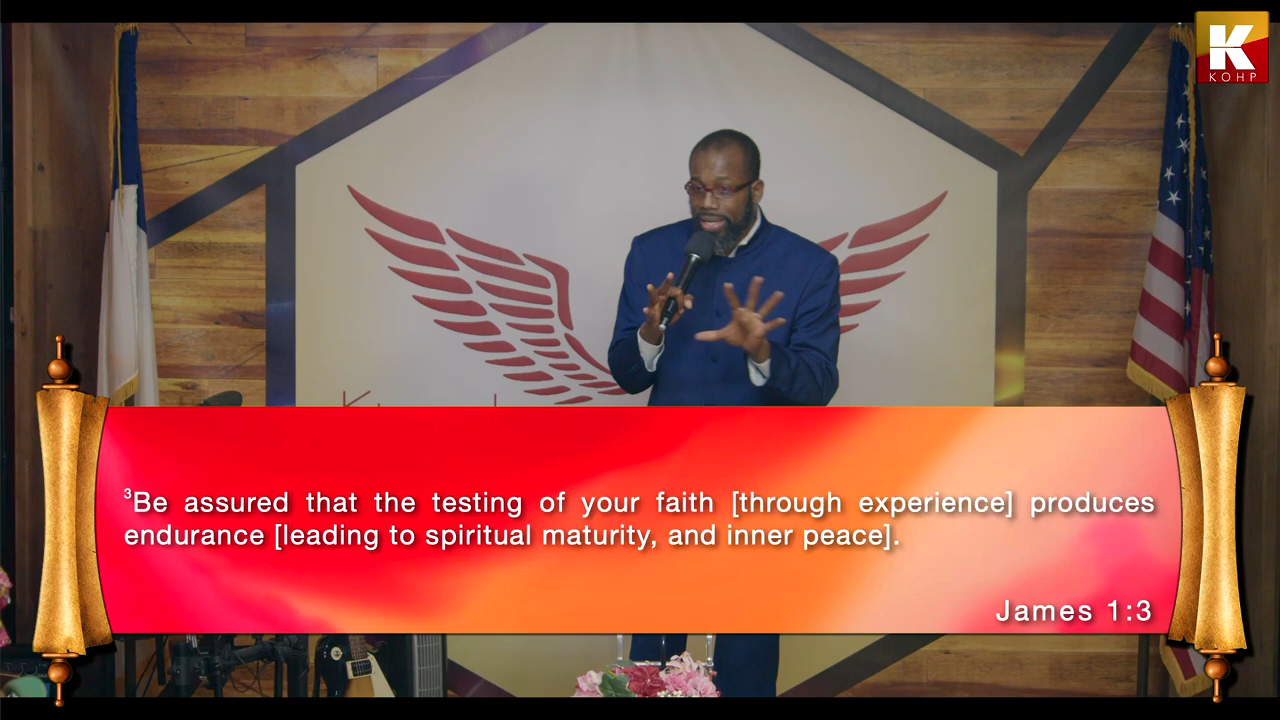 K
KOHP
³Be assured that the testing of your faith [through experience] produces
endurance [leading to spiritual maturity, and inner peace].
James 1:3